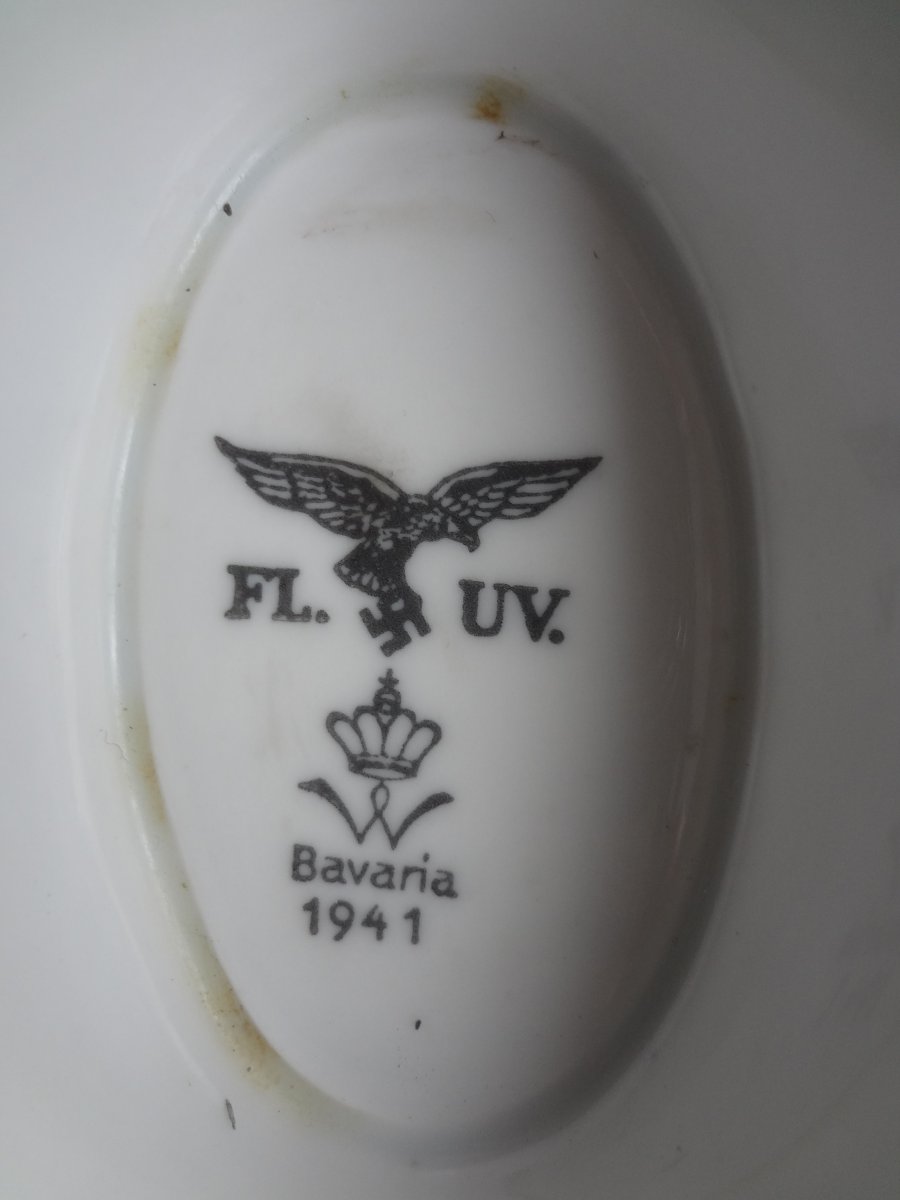 FL. UV.
W
Bavaria
1941